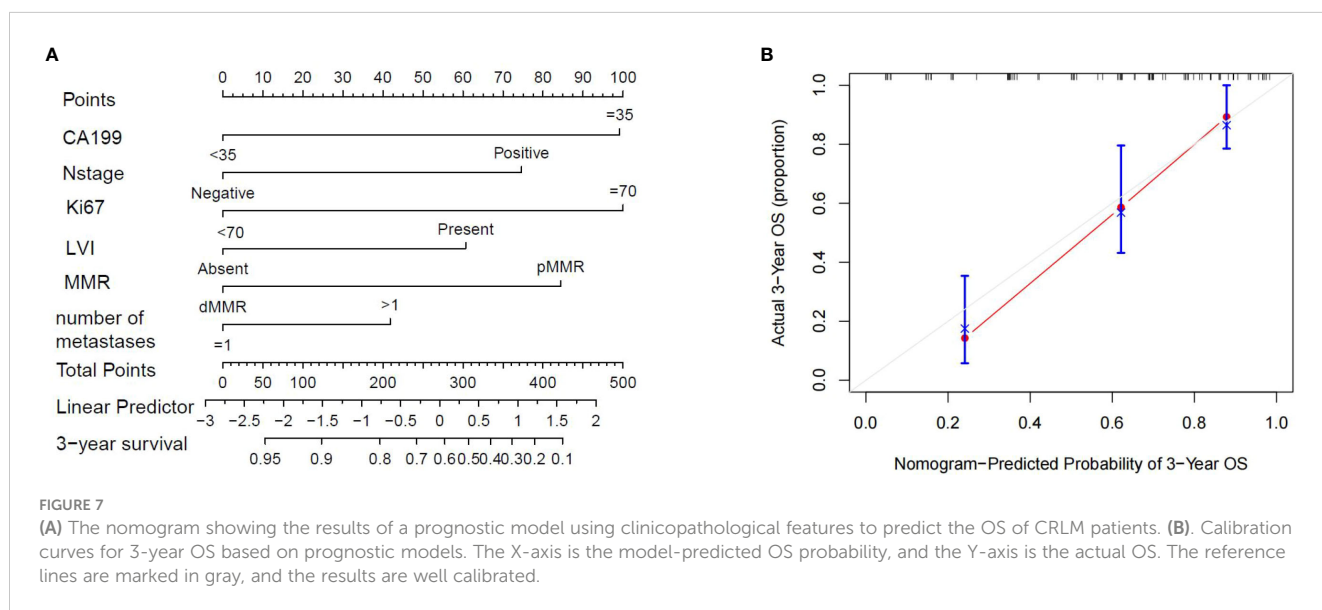 A
0 10 20 30 40 50 60 70 80 90 100
Points
=35
CA199
<35 Positive
Nstage
Negative =70
Ki67
<70 Present
LVI
Absent pMMR
MMR
dMMR >1
number of
metastases
=1
Total Points
0 50 100 200 300 400 500
Linear Predictor
−3 −2.5 −2 −1.5 −1 −0.5 0 0.5 1 1.5 2
3−year survival
0.95 0.9 0.8 0.7 0.6 0.5 0.4 0.3 0.2 0.1
B
Actual 3−Year OS (proportion)
1.0
0.8
0.6
0.4
0.2
0.0
0.0 0.2 0.4 0.6 0.8 1.0
Nomogram−Predicted Probability of 3−Year OS
FIGURE 7
(A) The nomogram showing the results of a prognostic model using clinicopathological features to predict the OS of CRLM patients. (B). Calibration
curves for 3-year OS based on prognostic models. The X-axis is the model-predicted OS probability, and the Y-axis is the actual OS. The reference
lines are marked in gray, and the results are well calibrated.